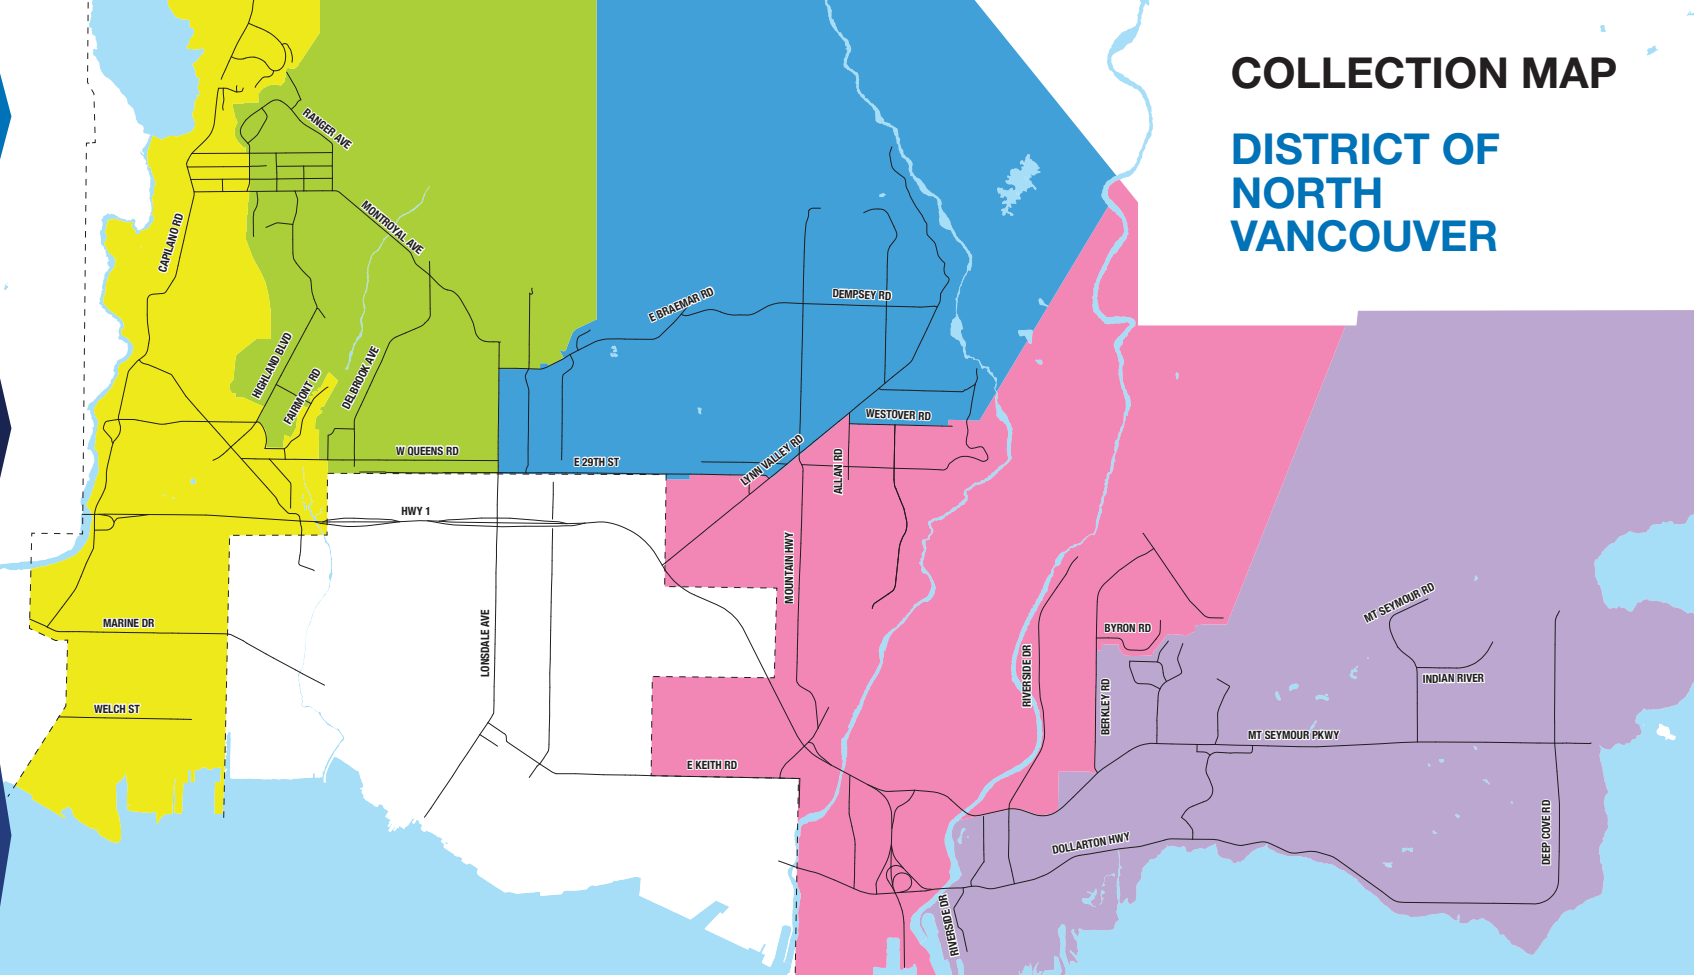 COLLECTION MAP
DISTRICT OF
NORTH
VANCOUVER
RANGER AVE
MONTROYAL AVE
CAPILANO RD
E BRAEMAR RD
DEMPSEY RD
HIGHLAND BLVD
FAIRMONT RD
DELBROOK AVE
WESTOVER RD
W QUEENS RD
E 29TH ST
LYNN VALLEY RD
ALLAN RD
HWY 1
MOUNTAIN HWY
MARINE DR
LONSDALE AVE
WELCH ST
E KEITH RD
RIVERSIDE DR
BYRON RD
BERKLEY RD
MT SEYMOUR RD
INDIAN RIVER
MT SEYMOUR PKWY
DOLLARTON HWY
DEEP COVE RD
RIVERSIDE DR